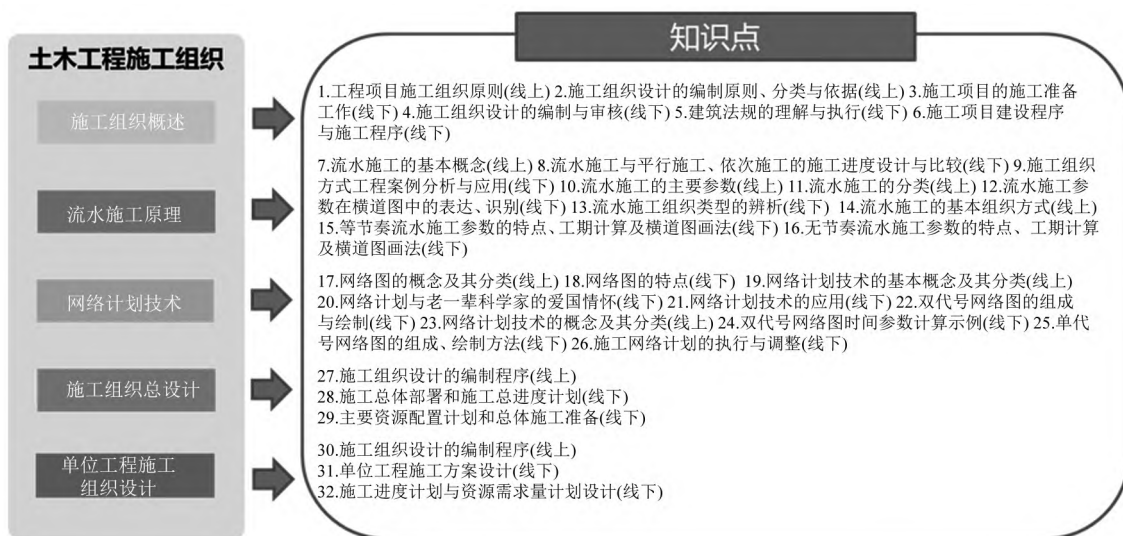 土木工程施工组织
知识点
施工组织概述
1.工程项目施工组织原则(线上) 2.施工组织设计的编制原则、分类与依据(线上) 3.施工项目的施工准备
工作(线下) 4.施工组织设计的编制与审核(线下) 5.建筑法规的理解与执行(线下) 6.施工项目建设程序
与施工程序(线下)
流水施工原理
7.流水施工的基本概念(线上) 8.流水施工与平行施工、依次施工的施工进度设计与比较(线下) 9.施工组织
方式工程案例分析与应用(线下) 10.流水施工的主要参数(线上) 11.流水施工的分类(线上) 12.流水施工参
数在横道图中的表达、识别(线下) 13.流水施工组织类型的辨析(线下) 14.流水施工的基本组织方式(线上)
15.等节奏流水施工参数的特点、工期计算及横道图画法(线下) 16.无节奏流水施工参数的特点、工期计算
及横道图画法(线下)
网络计划技术
17.网络图的概念及其分类(线上) 18.网络图的特点(线下) 19.网络计划技术的基本概念及其分类(线上)
20.网络计划与老一辈科学家的爱国情怀(线下) 21.网络计划技术的应用(线下) 22.双代号网络图的组成
与绘制(线下) 23.网络计划技术的概念及其分类(线上) 24.双代号网络图时间参数计算示例(线下) 25.单代
号网络图的组成、绘制方法(线下) 26.施工网络计划的执行与调整(线下)
施工组织总设计
27.施工组织设计的编制程序(线上)
28.施工总体部署和施工总进度计划(线下)
29.主要资源配置计划和总体施工准备(线下)
单位工程施工
组织设计
30.施工组织设计的编制程序(线上)
31.单位工程施工方案设计(线下)
32.施工进度计划与资源需求量计划设计(线下)